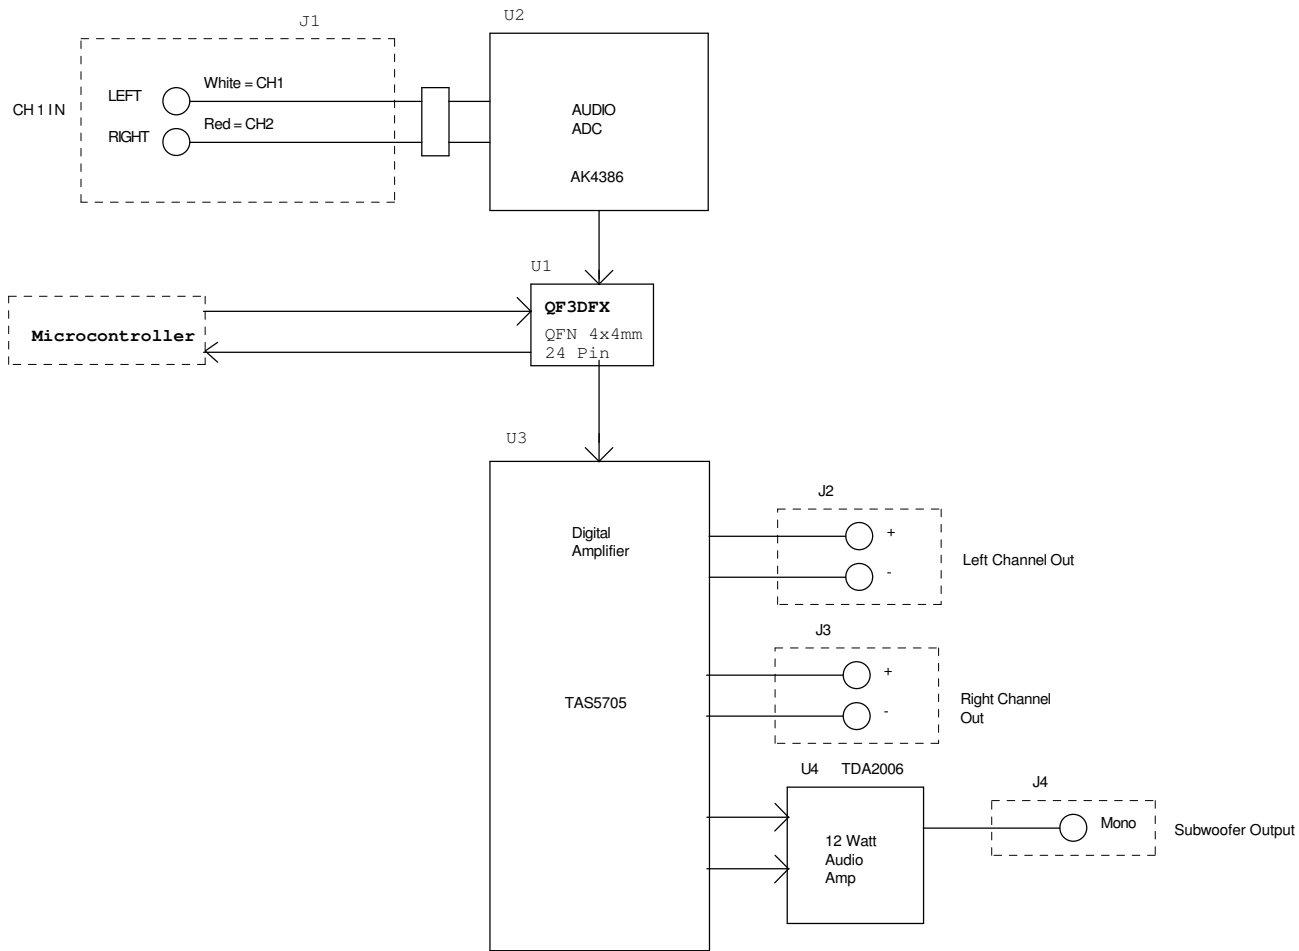 J1
U2
CH 1 IN
LEFT
White = CH1
RIGHT
Red = CH2
AUDIO
ADC
AK4386
U1
QF3DFX
QFN 4x4mm
24 Pin
Microcontroller
U3
Digital
Amplifier
TAS5705
J2
+
-
Left Channel Out
J3
+
-
Right Channel
Out
U4 TDA2006
12 Watt
Audio
Amp
J4
Mono
Subwoofer Output